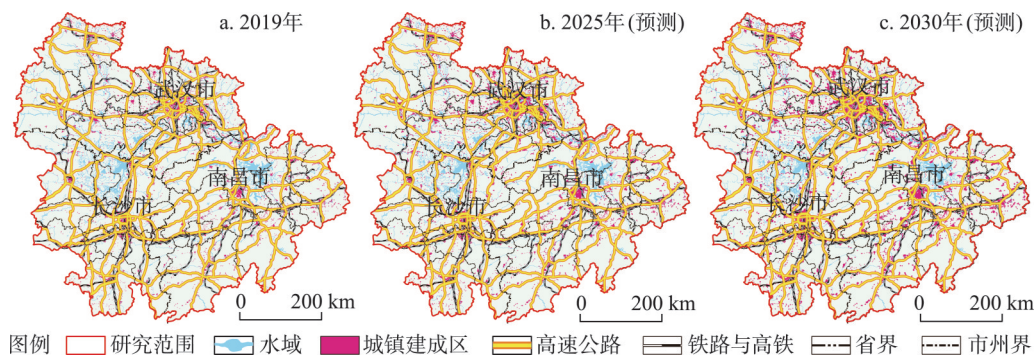 a. 2019年
武汉市
南昌市
长沙市
0 200 km
b. 2025年(预测)
武汉市
南昌市
长沙市
0 200 km
c. 2030年(预测)
武汉市
南昌市
长沙市
0 200 km
图例 研究范围 水域 城镇建成区 高速公路 铁路与高铁 省界 市州界